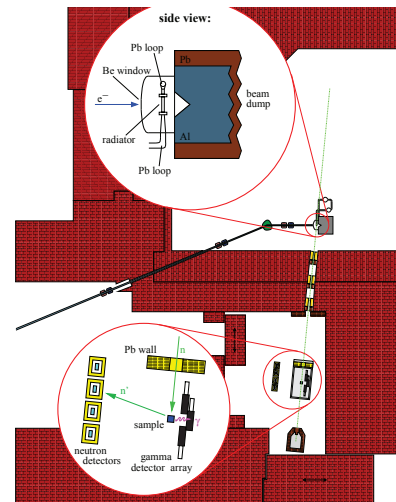 side view:
Pb loop
Be window
Pb
e⁻
beam
dump
radiator
Al
Pb loop
n
Pb wall
n'
sample
γ
neutron
detectors
gamma
detector array